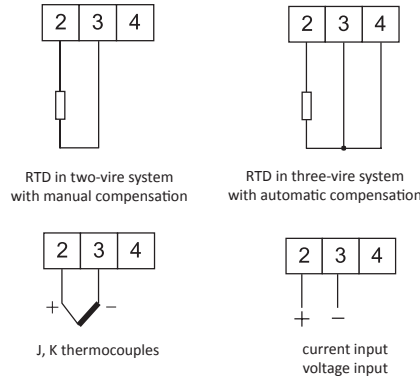 2 3 4
2 3 4
RTD in two-vire system
with manual compensation
RTD in three-vire system
with automatic compensation
2 3 4
+ −
2 3 4
+ −
J, K thermocouples
current input
voltage input